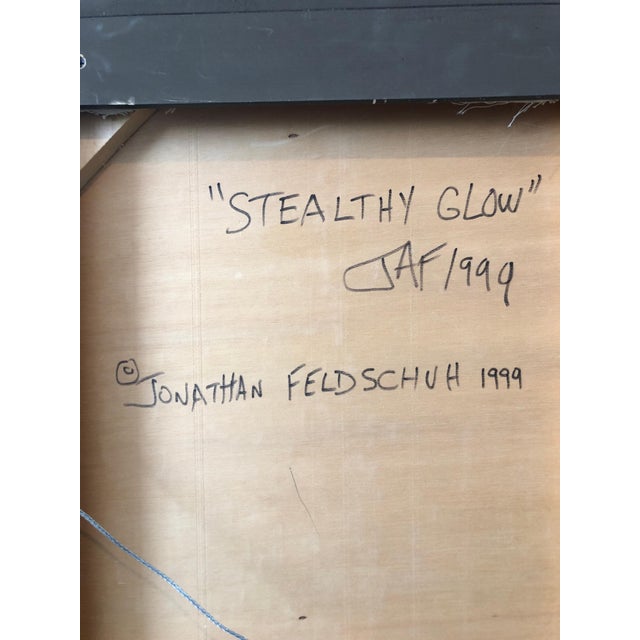 "STEALTHY GLOW"
JAF/1999
© JONATHAN FELDSCHUH 1999